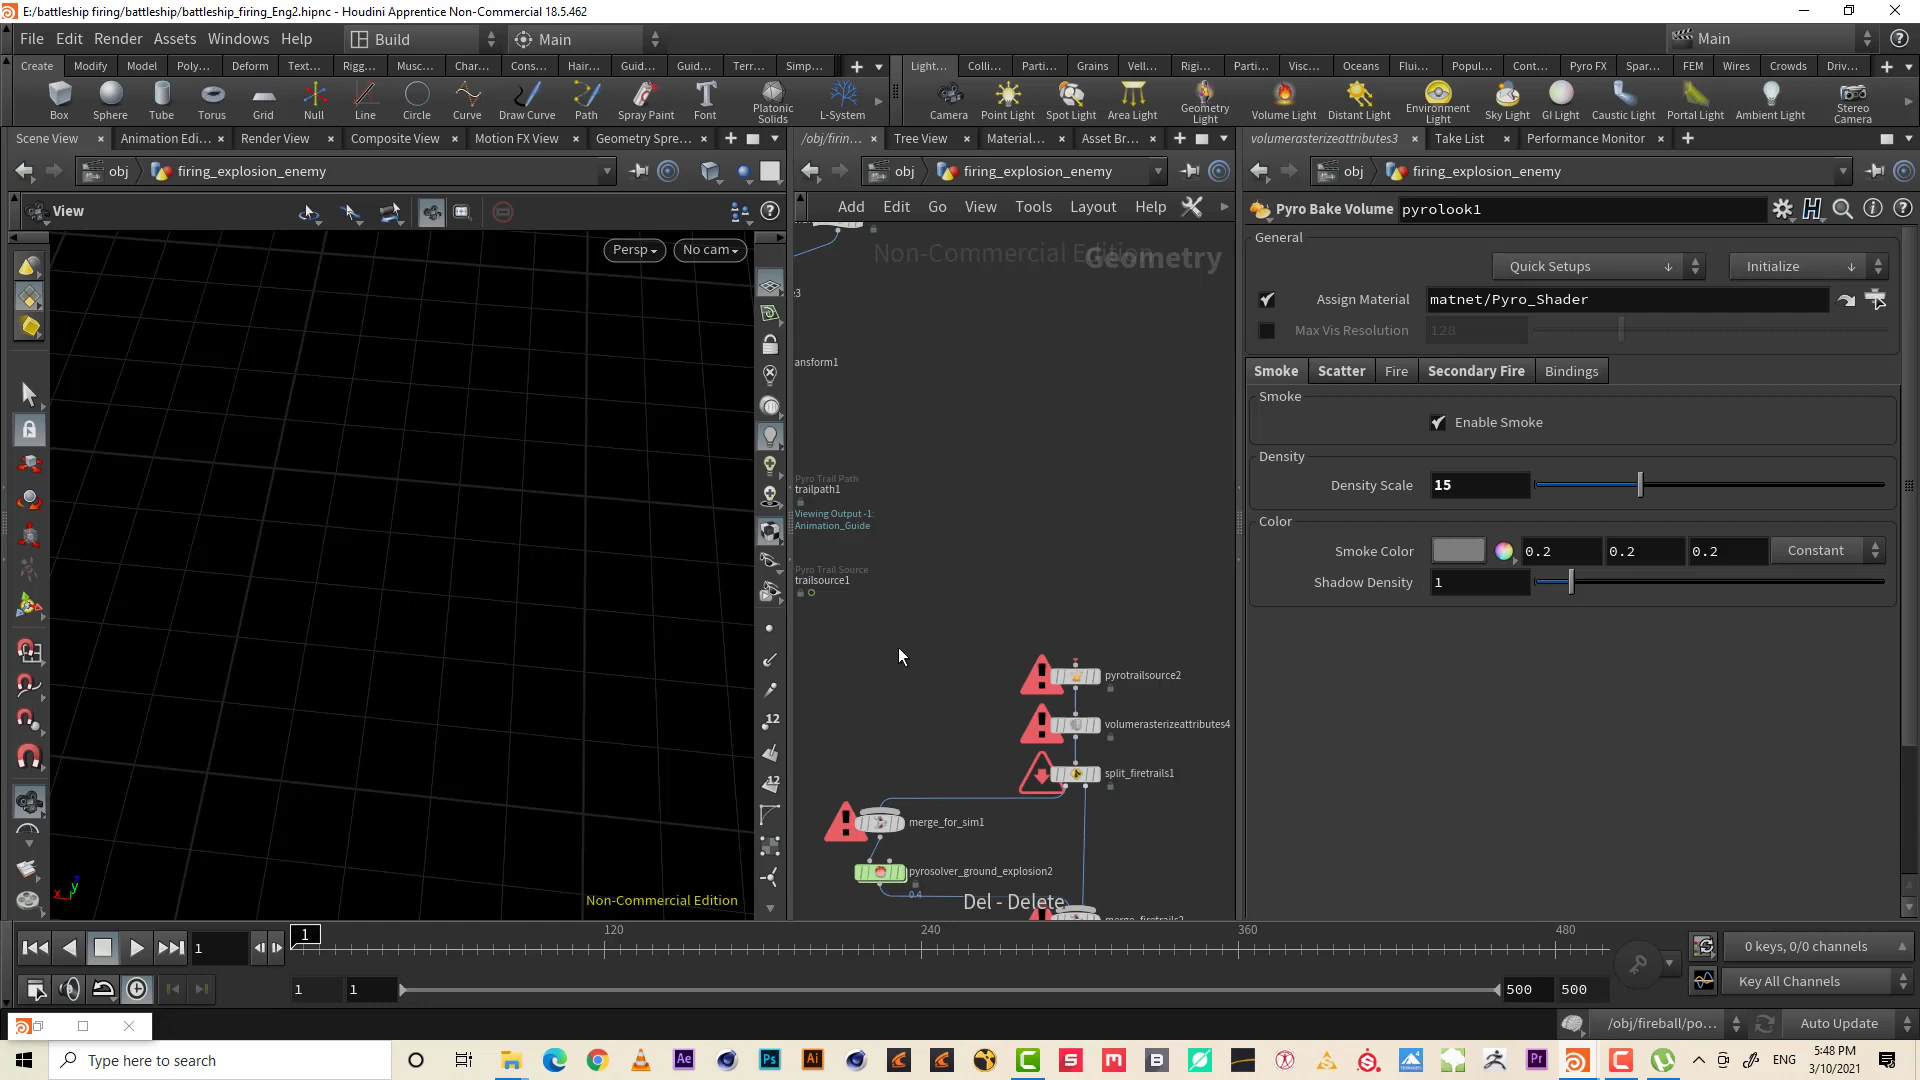 E:/battleship firing/battleship/battleship_firing_Eng2.hipnc - Houdini Apprentice Non-Commercial 18.5.462
File Edit Render Assets Windows Help Build Main Main
Create Modify Model Poly... Deform Text... Rigg... Musc... Char... Cons... Hair... Guid... Guid... Terr... Simp... Light... Colli... Parti... Grains Vell... Rigi... Parti... Visc... Oceans Flui... Popul... Cont... Pyro FX Spar... FEM Wires Crowds Driv...
Box Sphere Tube Torus Grid Null Line Circle Curve Draw Curve Path Spray Paint Font Platonic Solids L-System Camera Point Light Spot Light Area Light Geometry Light Volume Light Distant Light Environment Light Sky Light GI Light Caustic Light Portal Light Ambient Light Stereo Camera
Scene View Animation Edi... Render View Composite View Motion FX View Geometry Spre... /obj/firin... Tree View Material... Asset Br... volumerasterizeattributes3 Take List Performance Monitor
obj firing_explosion_enemy obj firing_explosion_enemy obj firing_explosion_enemy
View
Persp No cam
12
12
Non-Commercial Edition
Add Edit Go View Tools Layout Help
Non-Commercial Edition
Geometry
ansform1
Pyro Trail Path
trailpath1
Viewing Output -1:
Animation_Guide
Pyro Trail Source
trailsource1
pyrotrailsource2
volumerasterizeattributes4
split_firetrails1
merge_for_sim1
pyrosolver_ground_explosion2
0.4
Del - Delete
Pyro Bake Volume pyrolook1
General
Quick Setups Initialize
Assign Material matnet/Pyro_Shader
Max Vis Resolution 128
Smoke Scatter Fire Secondary Fire Bindings
Smoke
Enable Smoke
Density
Density Scale 15
Color
Smoke Color 0.2 0.2 0.2 Constant
Shadow Density 1
1 1 120 240 360 480 0 keys, 0/0 channels
1 1 500 500 Key All Channels
/obj/fireball/po... Auto Update
Type here to search ENG 5:48 PM
3/10/2021